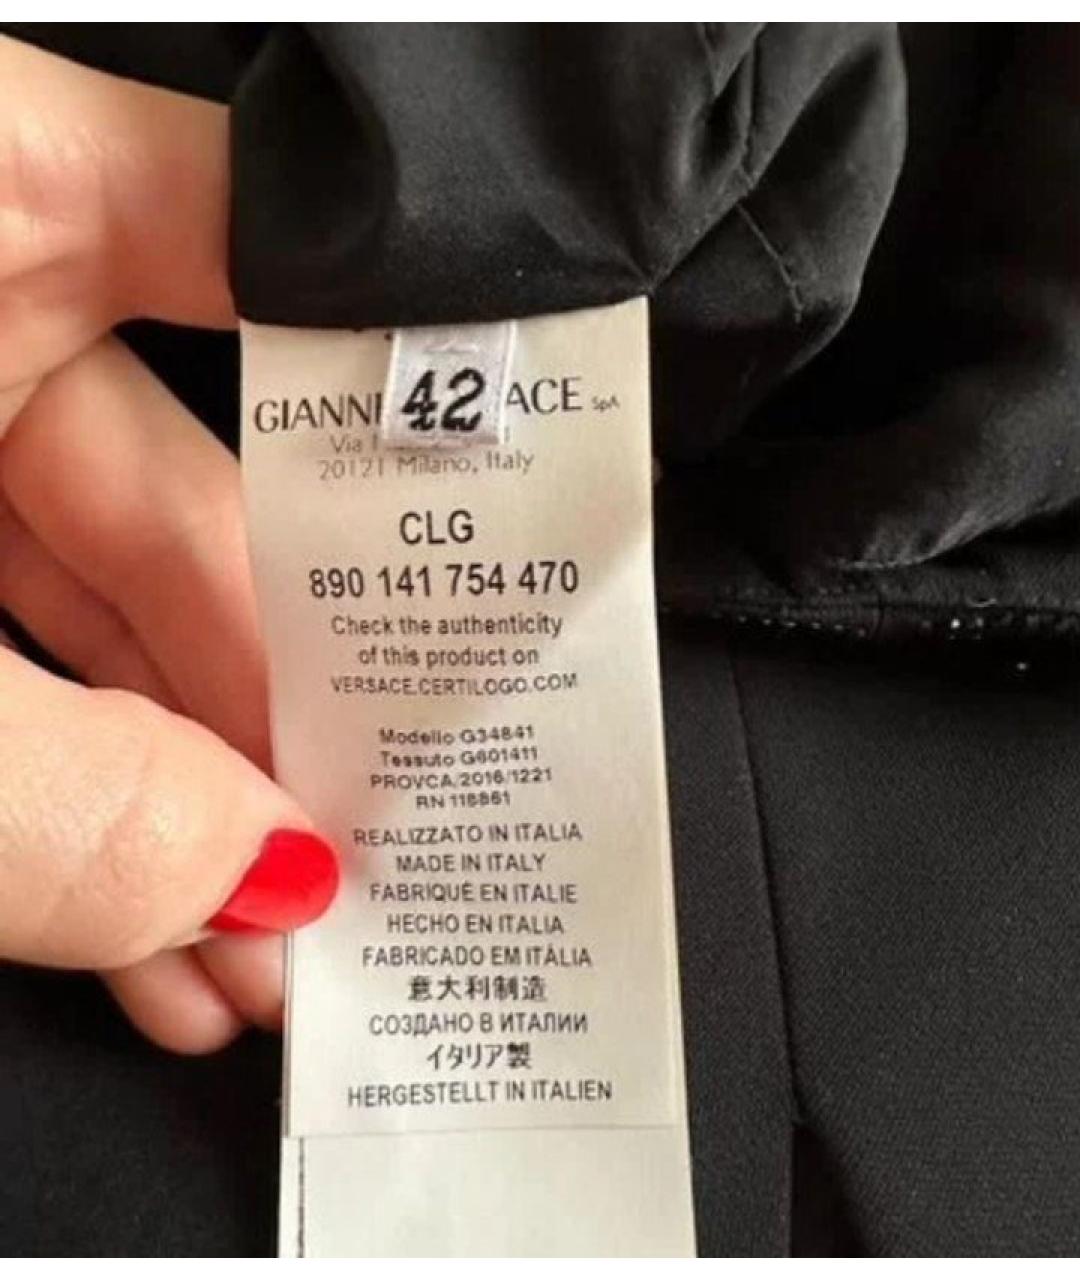 42
GIANNI ACE SpA
Via
20121 Milano, Italy
CLG
890 141 754 470
Check the authenticity
of this product on
VERSACE.CERTILOGO.COM
Modello G34841
Tessuto G601411
PROVCA/2016/1221
RN 118861
REALIZZATO IN ITALIA
MADE IN ITALY
FABRIQUÉ EN ITALIE
HECHO EN ITALIA
FABRICADO EM ITÁLIA
意大利制造
СОЗДАНО В ИТАЛИИ
イタリア製
HERGESTELLT IN ITALIEN